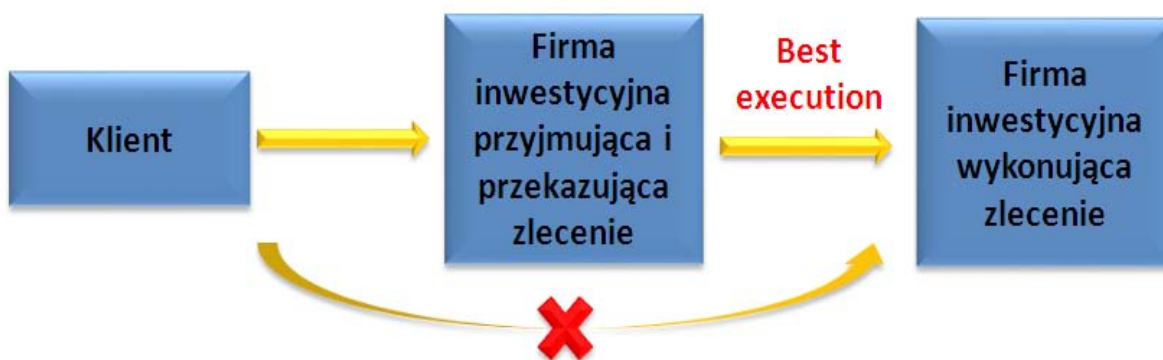 Klient
Firma
inwestycyjna
przyjmująca i
przekazująca
zlecenie
Best
execution
Firma
inwestycyjna
wykonująca
zlecenie